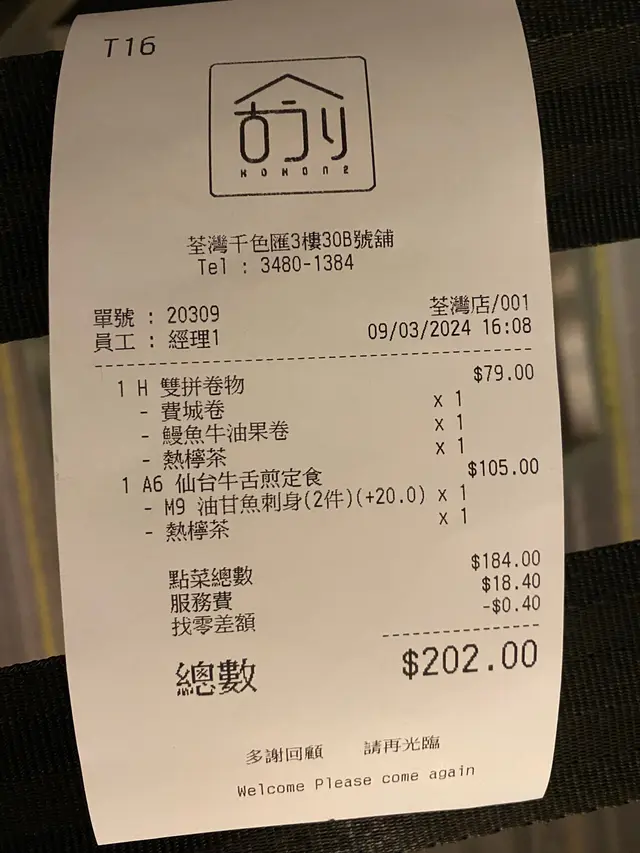 T16
古うり
KOKON2
荃灣千色匯3樓30B號舖
Tel : 3480-1384
單號 : 20309 荃灣店/001
員工 : 經理1 09/03/2024 16:08
1 H 雙拼卷物 $79.00
- 費城卷 x 1
- 鰻魚牛油果卷 x 1
- 熱檸茶 x 1
1 A6 仙台牛舌煎定食 $105.00
- M9 油甘魚刺身(2件)(+20.0) x 1
- 熱檸茶 x 1
點菜總數 $184.00
服務費 $18.40
找零差額 -$0.40
總數 $202.00
多謝回顧 請再光臨
Welcome Please come again